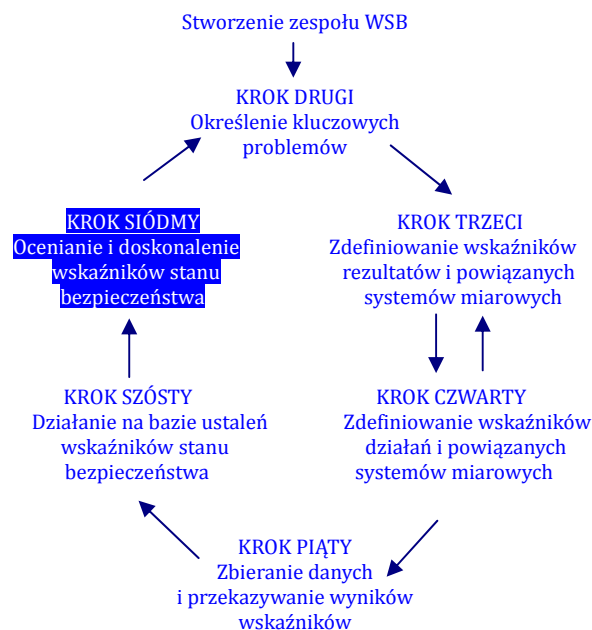 Stworzenie zespołu WSB
KROK DRUGI
Określenie kluczowych
problemów
KROK SIÓDMY
Ocenianie i doskonalenie
wskaźników stanu
bezpieczeństwa
KROK TRZECI
Zdefiniowanie wskaźników
rezultatów i powiązanych
systemów miarowych
KROK SZÓSTY
Działanie na bazie ustaleń
wskaźników stanu
bezpieczeństwa
KROK CZWARTY
Zdefiniowanie wskaźników
działań i powiązanych
systemów miarowych
KROK PIĄTY
Zbieranie danych
i przekazywanie wyników
wskaźników